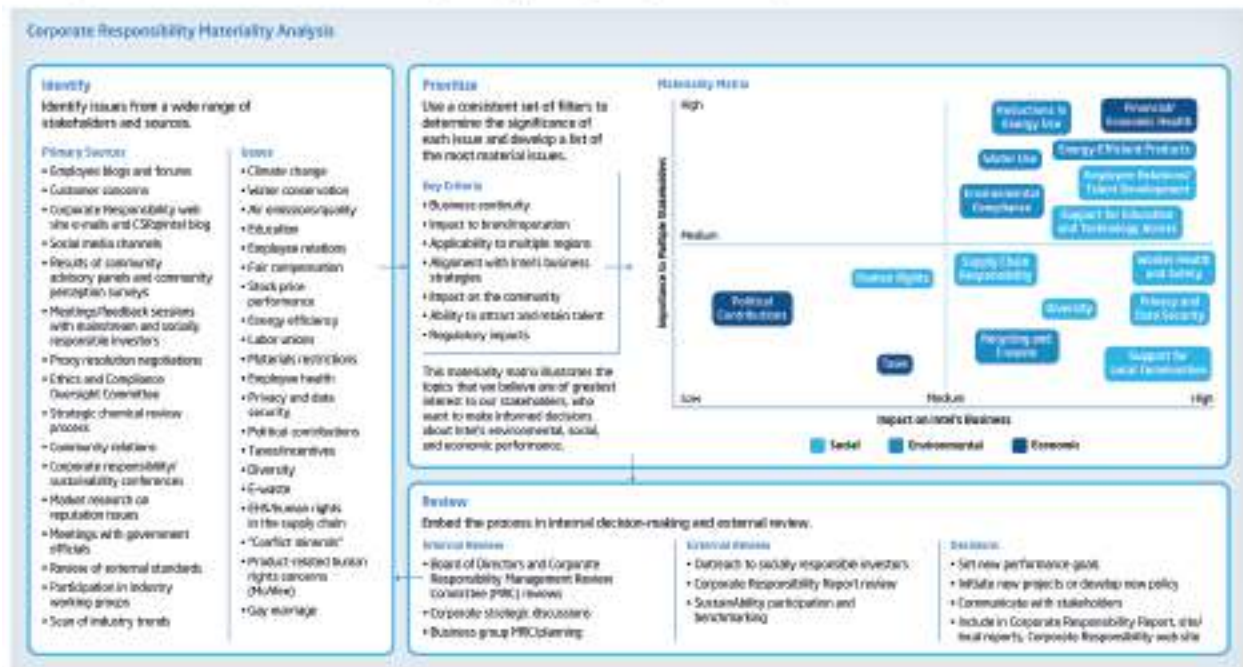 Corporate Responsibility Materiality Analysis
Identify
Identify issues from a wide range of
stakeholders and sources.
Primary Sources
• Employee blogs and forums
• Customer concerns
• Corporate Responsibility web
site e-mails and CSR@Intel blog
• Social media channels
• Results of community
advisory panels and community
perception surveys
• Meetings/feedback sessions
with mainstream and socially
responsible investors
• Proxy resolution negotiations
• Ethics and Compliance
Oversight Committee
• Strategic chemical review
process
• Community relations
• Corporate responsibility/
sustainability conferences
• Market research on
reputation issues
• Meetings with government
officials
• Review of external standards
• Participation in industry
working groups
• Scan of industry trends
Issues
• Climate change
• Water conservation
• Air emissions/quality
• Education
• Employee relations
• Fair compensation
• Stock price
performance
• Energy efficiency
• Labor unions
• Materials restrictions
• Employee health
• Privacy and data
security
• Political contributions
• Taxes/incentives
• Diversity
• E-waste
• EHS/human rights
in the supply chain
• "Conflict minerals"
• Product-related human
rights concerns
(McAfee)
• Gay marriage
Prioritize
Use a consistent set of filters to
determine the significance of
each issue and develop a list of
the most material issues.
Key Criteria
• Business continuity
• Impact to brand/reputation
• Applicability to multiple regions
• Alignment with Intel's business
strategies
• Impact on the community
• Ability to attract and retain talent
• Regulatory impacts
This materiality matrix illustrates the
topics that we believe are of greatest
interest to our stakeholders, who
want to make informed decisions
about Intel's environmental, social,
and economic performance.
Materiality Matrix
Importance to Multiple Stakeholders
High
Medium
Low
Medium
High
Impact on Intel's Business
Reductions in
Energy Use
Financial/
Economic Health
Water Use
Energy-Efficient Products
Employee Relations/
Talent Development
Environmental
Compliance
Support for Education
and Technology Access
Supply Chain
Responsibility
Worker Health
and Safety
Human Rights
Political
Contributions
Diversity
Privacy and
Data Security
Recycling and
E-waste
Taxes
Support for
Local Communities
Social
Environmental
Economic
Review
Embed the process in internal decision-making and external review.
Internal Review
• Board of Directors and Corporate
Responsibility Management Review
Committee (MRC) reviews
• Corporate strategic discussions
• Business group MRC/planning
External Review
• Outreach to socially responsible investors
• Corporate Responsibility Report review
• SustainAbility participation and
benchmarking
Decisions
• Set new performance goals
• Initiate new projects or develop new policy
• Communicate with stakeholders
• Include in Corporate Responsibility Report, site/
local reports, Corporate Responsibility web site